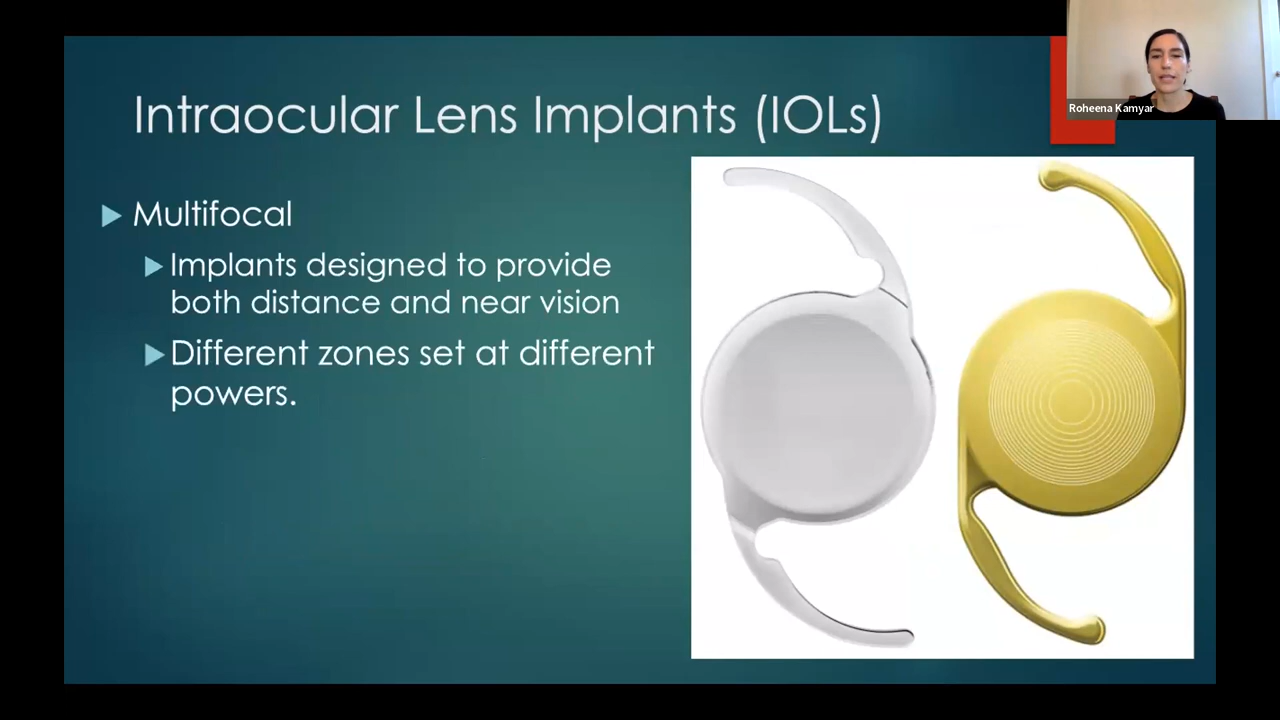 Intraocular Lens Implants (IOLs)
Roheena Kamyar
Multifocal
Implants designed to provide
both distance and near vision
Different zones set at different
powers.